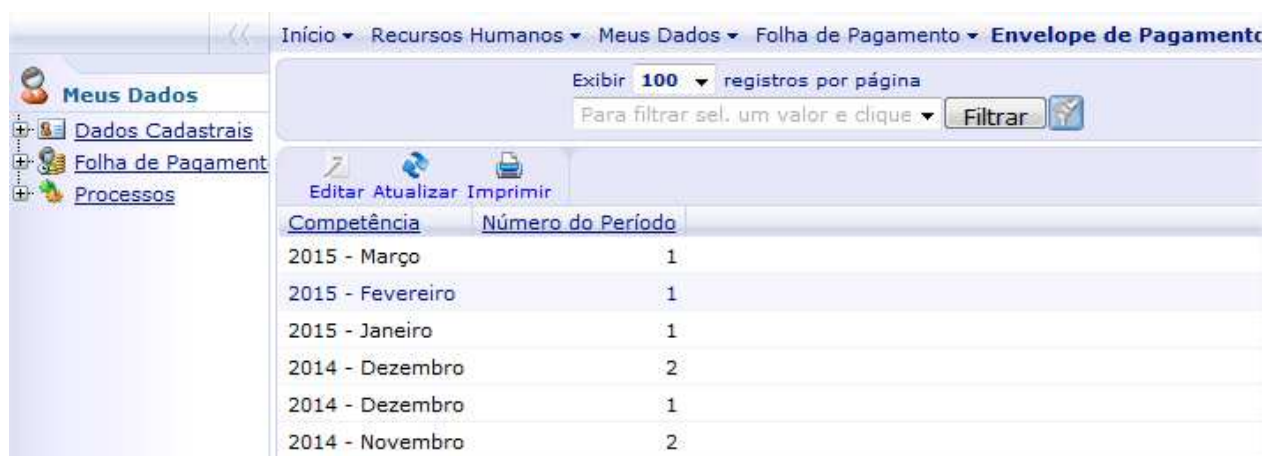 Início Recursos Humanos Meus Dados Folha de Pagamento Envelope de Pagamento
Meus Dados
Dados Cadastrais
Folha de Pagament
Processos
Exibir 100 registros por página
Para filtrar sel. um valor e clique Filtrar
Editar Atualizar Imprimir
Competência Número do Período
2015 - Março 1
2015 - Fevereiro 1
2015 - Janeiro 1
2014 - Dezembro 2
2014 - Dezembro 1
2014 - Novembro 2